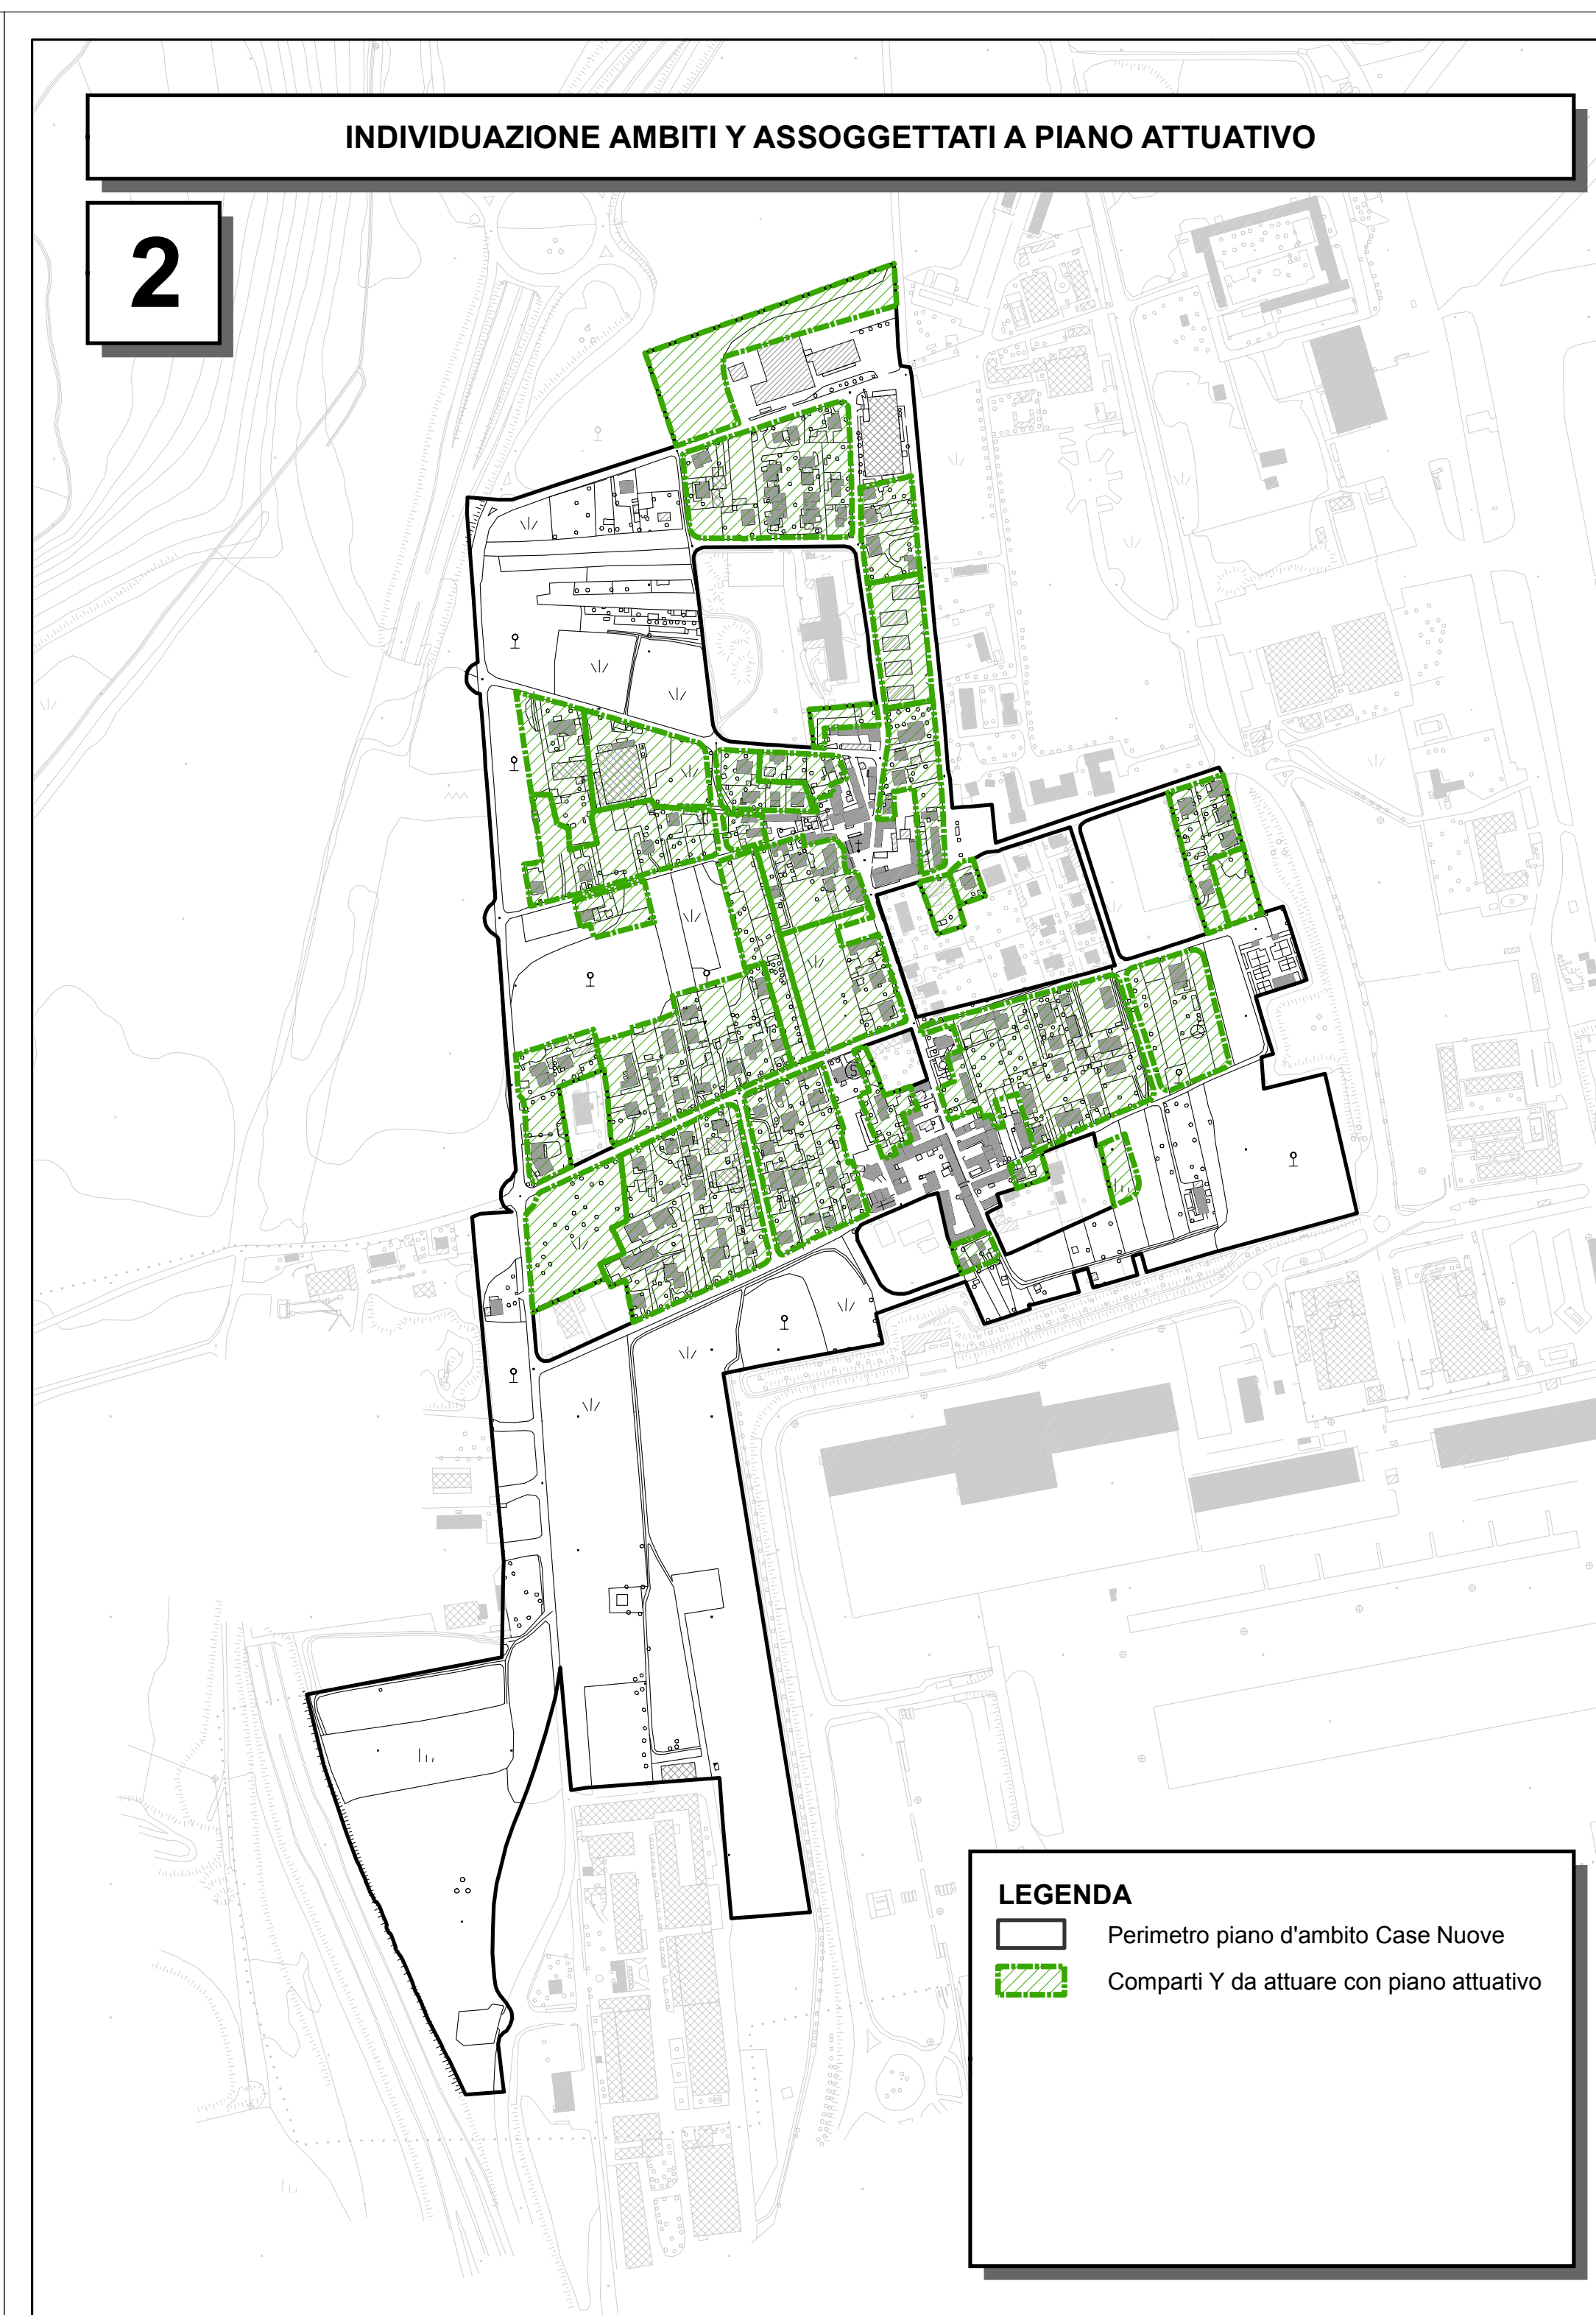 INDIVIDUAZIONE AMBITI Y ASSOGGETTATI A PIANO ATTUATIVO
2
S
LEGENDA
Perimetro piano d'ambito Case Nuove
Comparti Y da attuare con piano attuativo